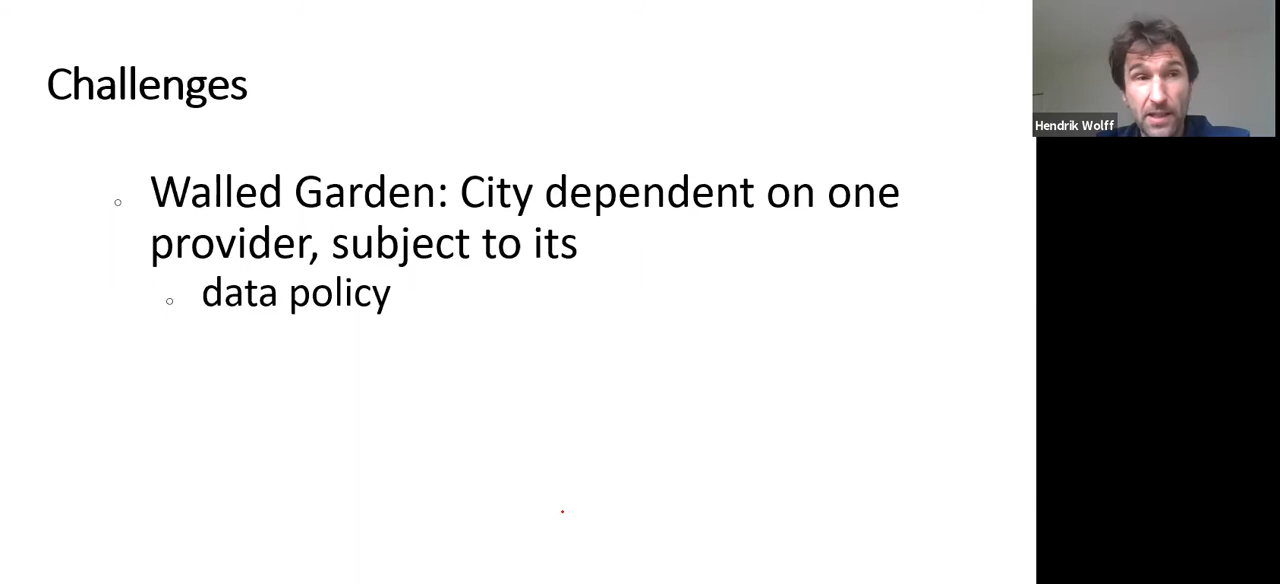 Challenges
Walled Garden: City dependent on one
provider, subject to its
data policy
Hendrik Wolff